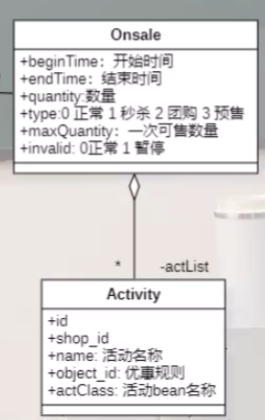 Onsale
+beginTime: 开始时间
+endTime: 结束时间
+quantity:数量
+type:0 正常 1 秒杀 2 团购 3 预售
+maxQuantity: 一次可售数量
+invalid: 0正常 1 暂停
* -actList
Activity
+id
+shop_id
+name: 活动名称
+object_id: 优惠规则
+actClass: 活动bean名称